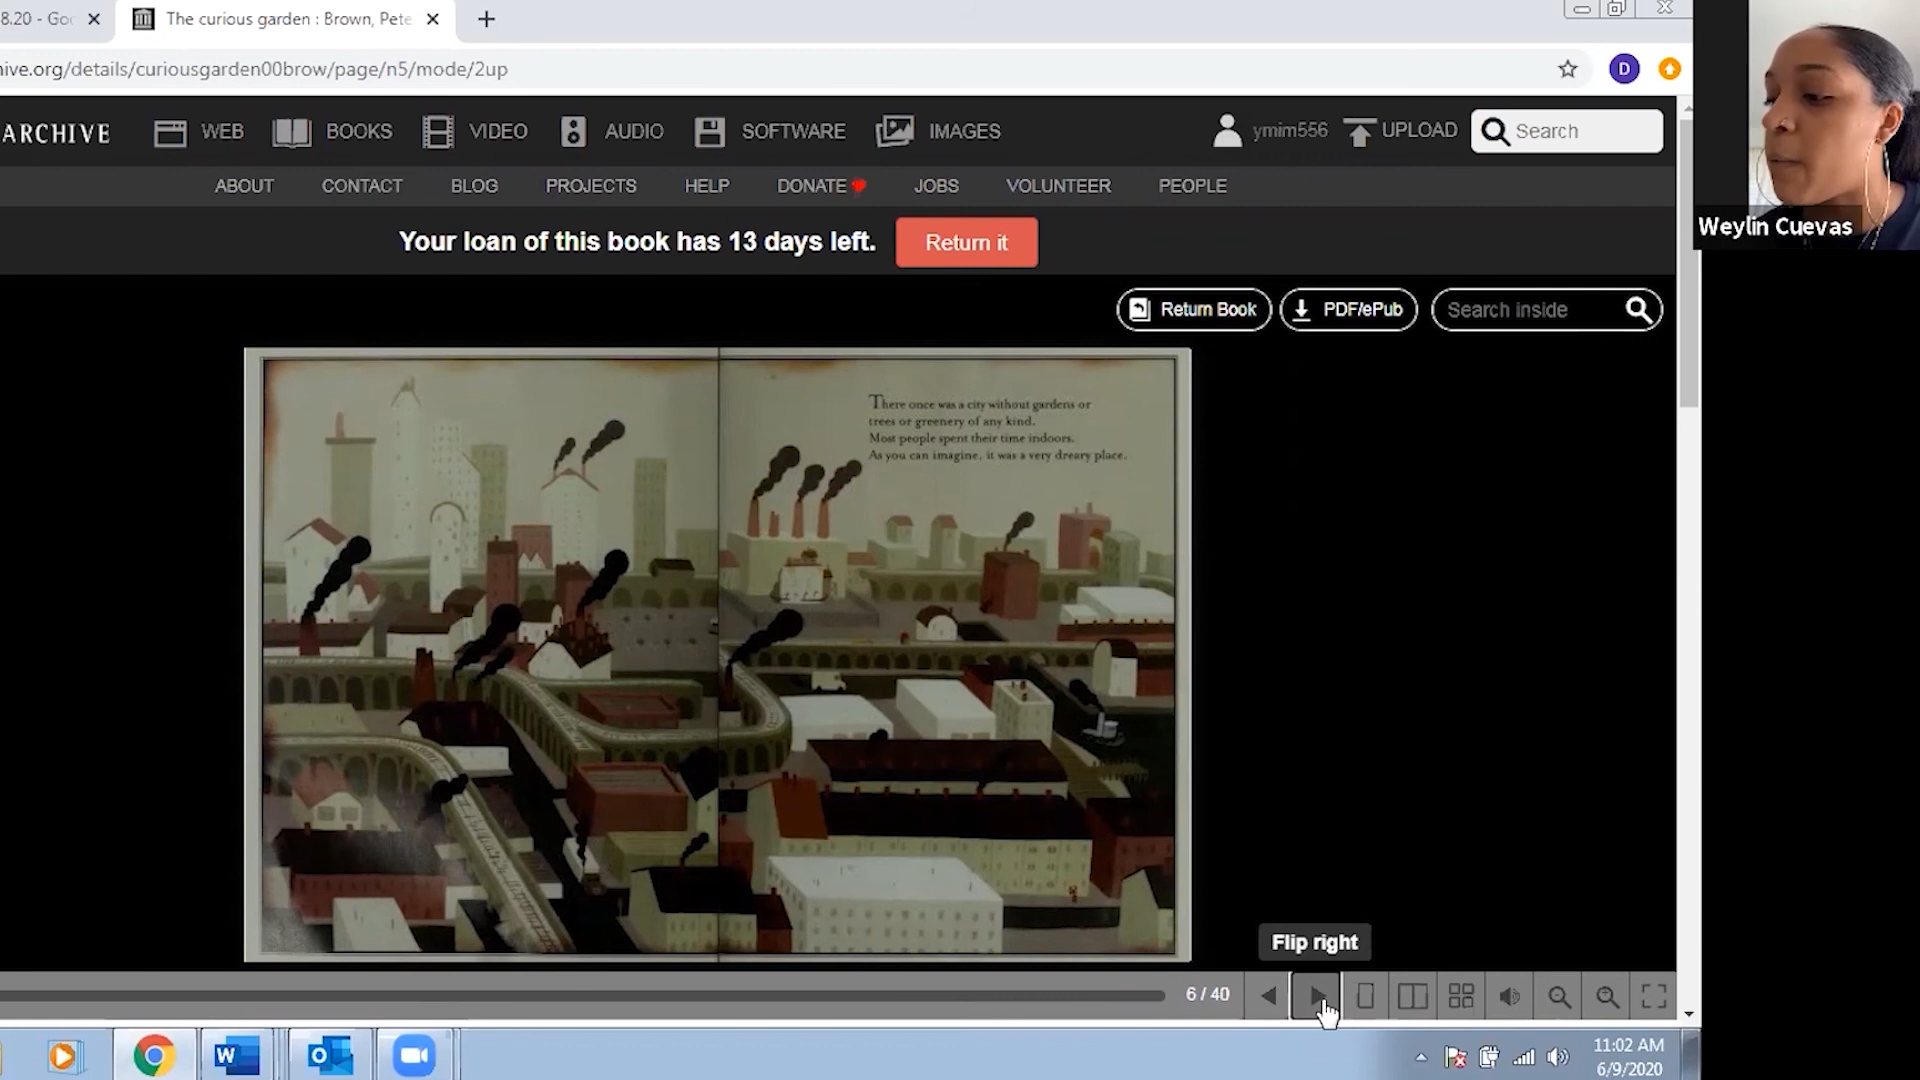 8.20 - Goo
The curious garden : Brown, Pete
hive.org/details/curiousgarden00brow/page/n5/mode/2up
D
ARCHIVE WEB BOOKS VIDEO AUDIO SOFTWARE IMAGES ymim556 UPLOAD Search
ABOUT CONTACT BLOG PROJECTS HELP DONATE JOBS VOLUNTEER PEOPLE
Weylin Cuevas
Your loan of this book has 13 days left. Return it
Return Book PDF/ePub Search inside
There once was a city without gardens or
trees or greenery of any kind.
Most people spent their time indoors.
As you can imagine, it was a very dreary place.
Flip right
6 / 40
11:02 AM
6/9/2020